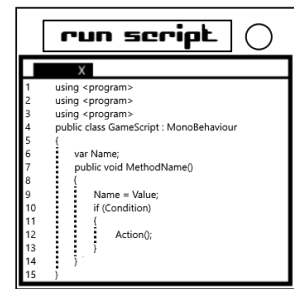 run script
X
1 using <program>
2 using <program>
3 using <program>
4 public class GameScript : MonoBehaviour
5 {
6 var Name;
7 public void MethodName()
8 {
9 Name = Value;
10 if (Condition)
11 {
12 Action();
13 }
14 }
15 }